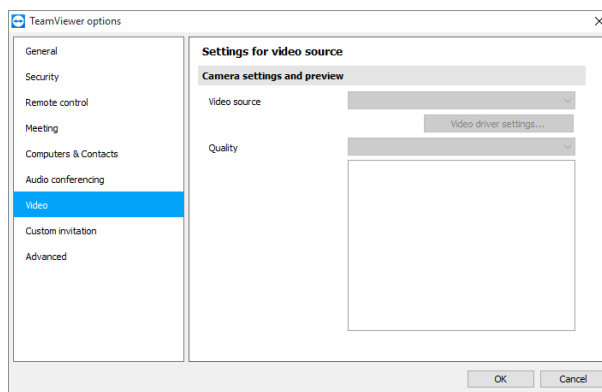 TeamViewer options
General
Security
Remote control
Meeting
Computers & Contacts
Audio conferencing
Video
Custom invitation
Advanced
Settings for video source
Camera settings and preview
Video source
Video driver settings...
Quality
OK
Cancel